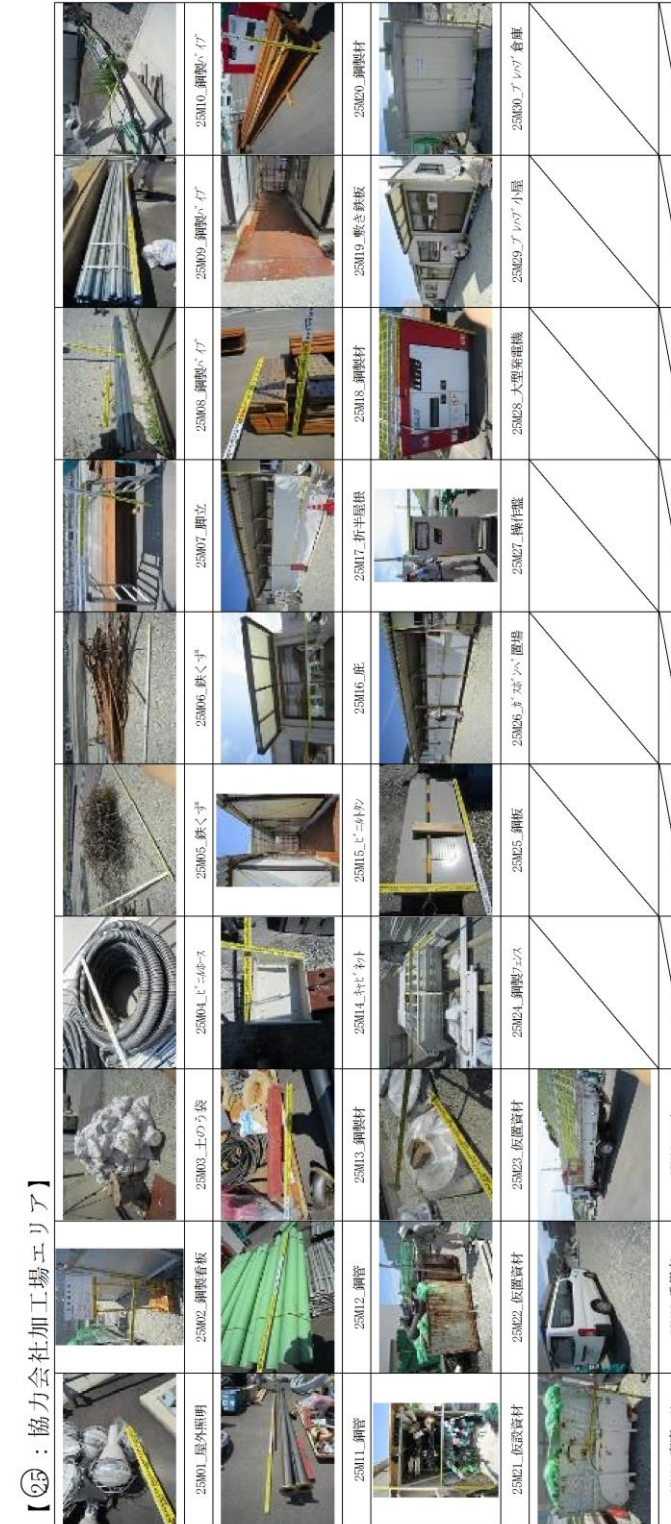 【㉕：協力会社加工場エリア】
25M01_屋外照明
25M02_鋼製看板
25M03_土のう袋
25M04_ビニルホース
25M05_鉄くず
25M06_鉄くず
25M07_脚立
25M08_鋼製パイプ
25M09_鋼製パイプ
25M10_鋼製パイプ
25M11_鋼管
25M12_鋼管
25M13_鋼製材
25M14_キャビネット
25M15_ビニルトタン
25M16_庇
25M17_折半屋根
25M18_鋼製材
25M19_敷き鉄板
25M20_鋼製材
25M21_仮設資材
25M22_仮置資材
25M23_仮置資材
25M24_鋼製フェンス
25M25_鋼板
25M26_ガスボンベ置場
25M27_操作盤
25M28_大型発電機
25M29_プレハブ小屋
25M30_プレハブ倉庫